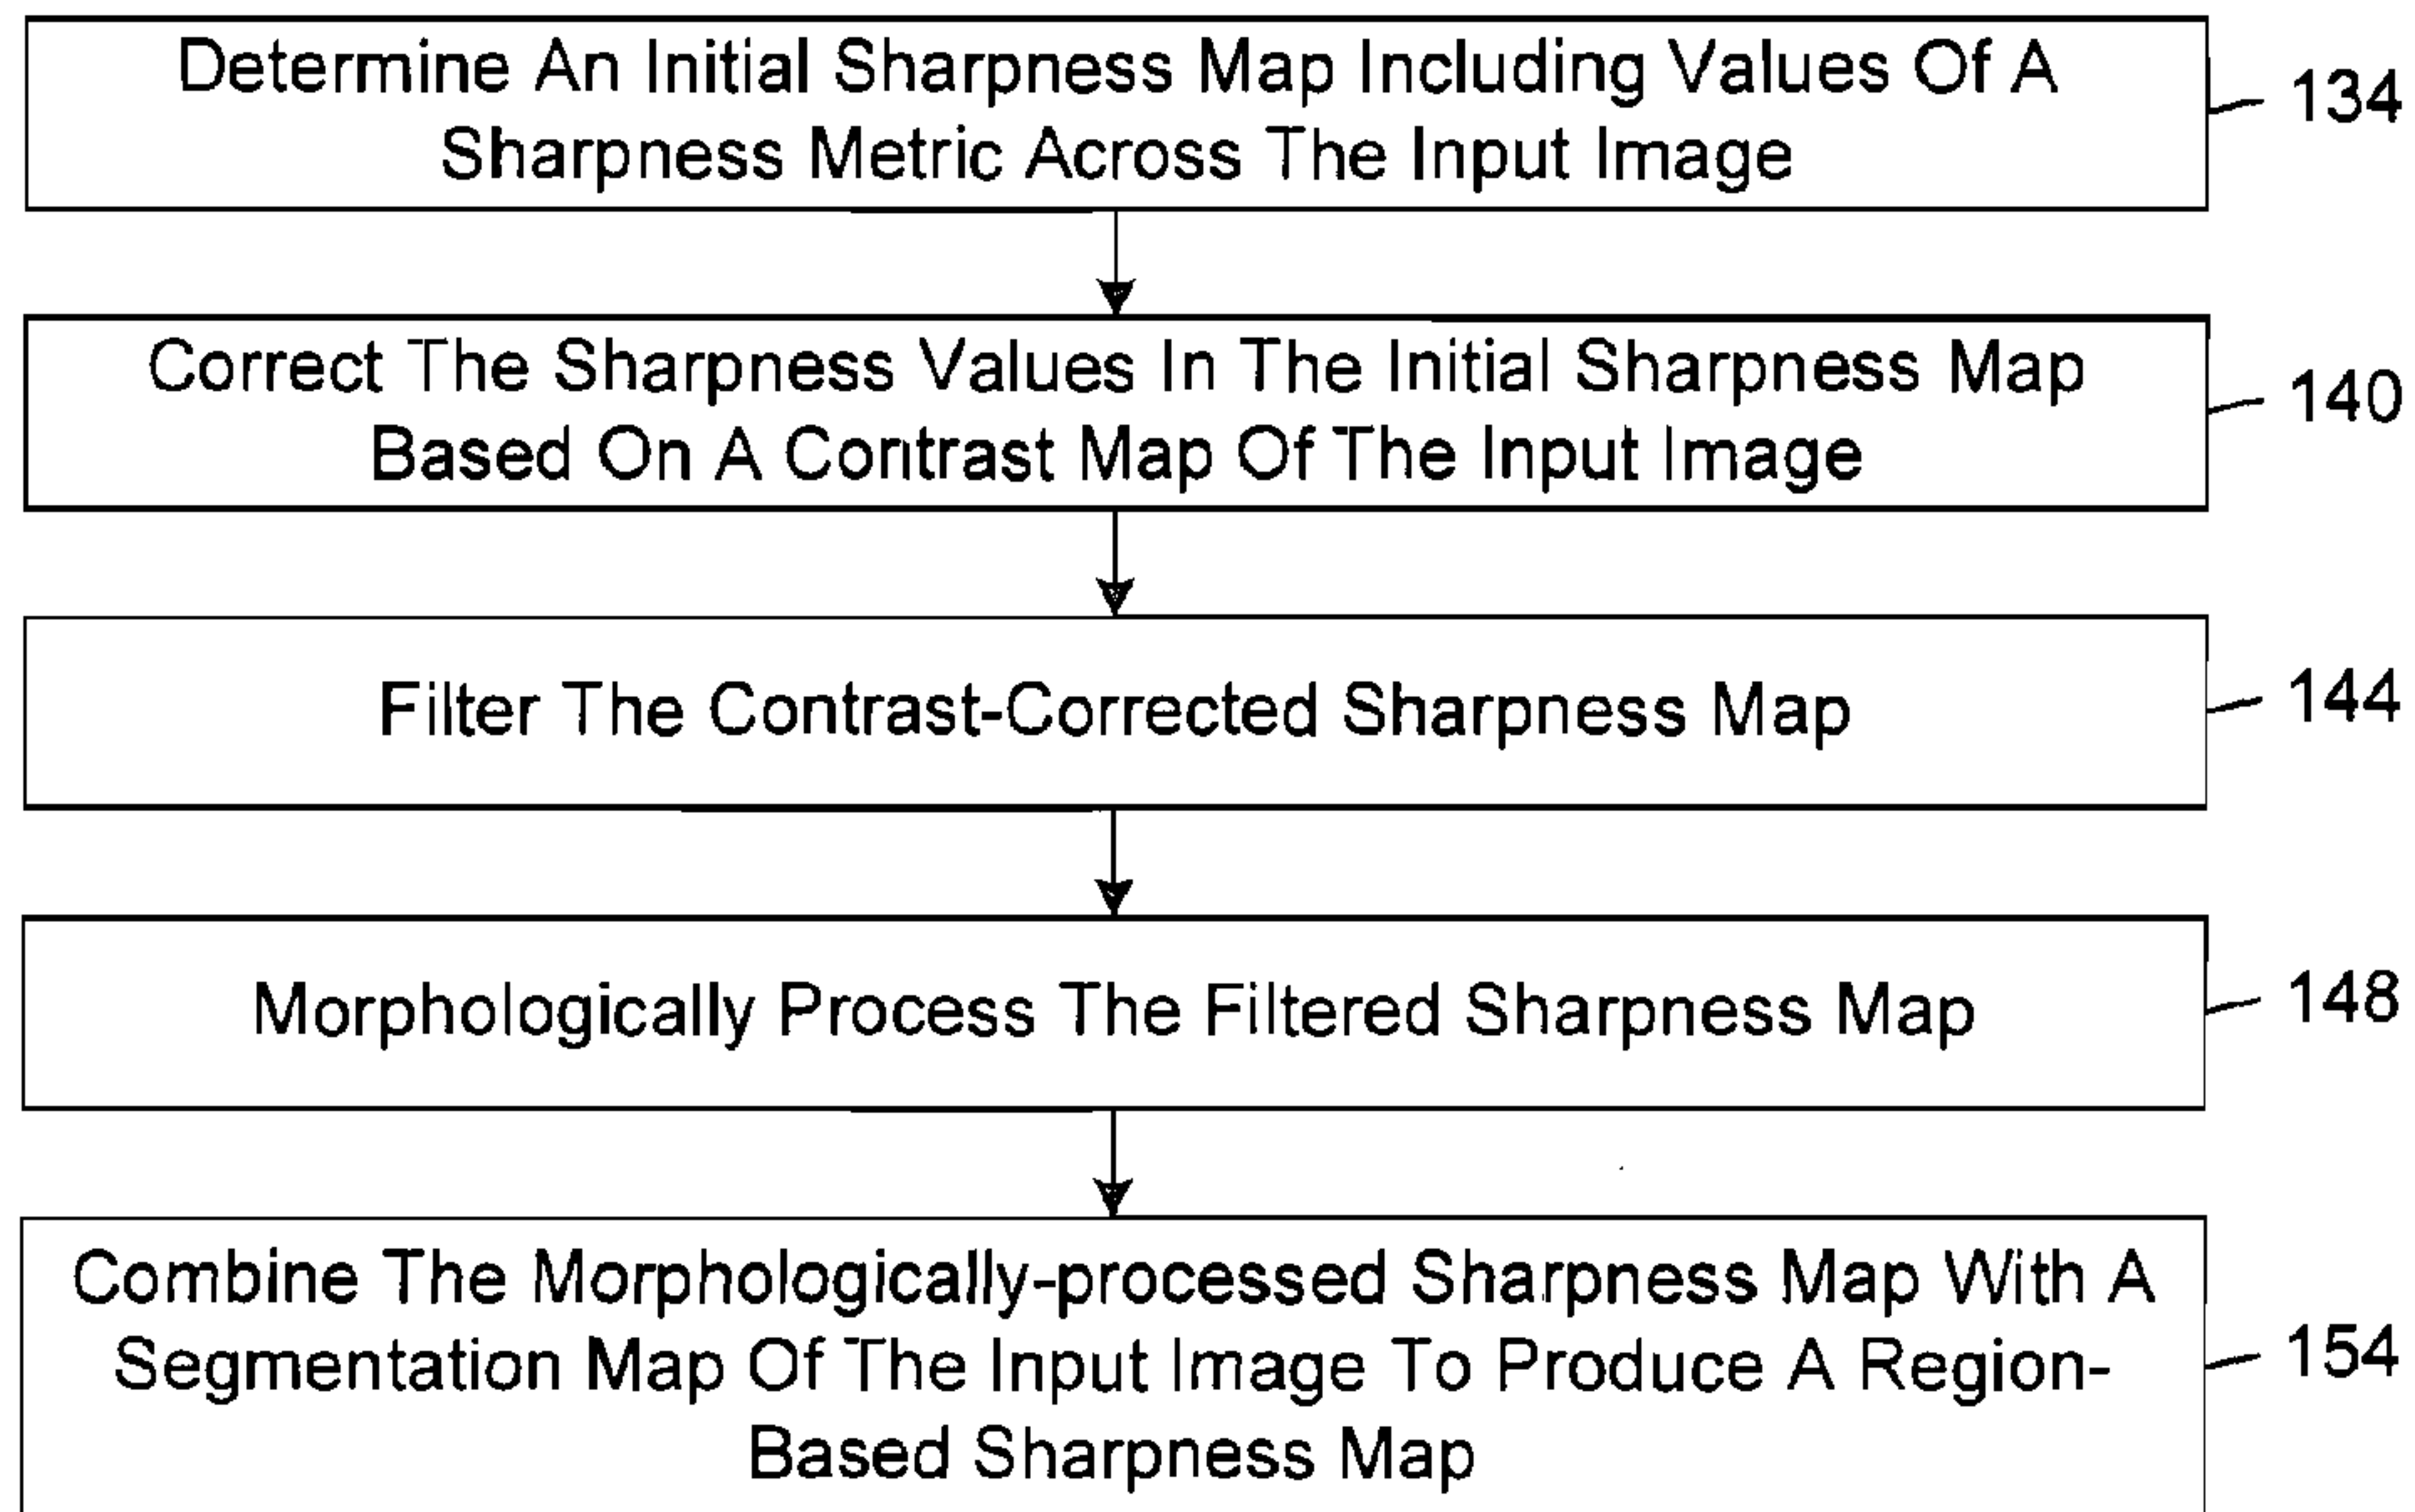 Determine An Initial Sharpness Map Including Values Of A
Sharpness Metric Across The Input Image
134
Correct The Sharpness Values In The Initial Sharpness Map
Based On A Contrast Map Of The Input Image
140
Filter The Contrast-Corrected Sharpness Map
144
Morphologically Process The Filtered Sharpness Map
148
Combine The Morphologically-processed Sharpness Map With A
Segmentation Map Of The Input Image To Produce A Region-
Based Sharpness Map
154